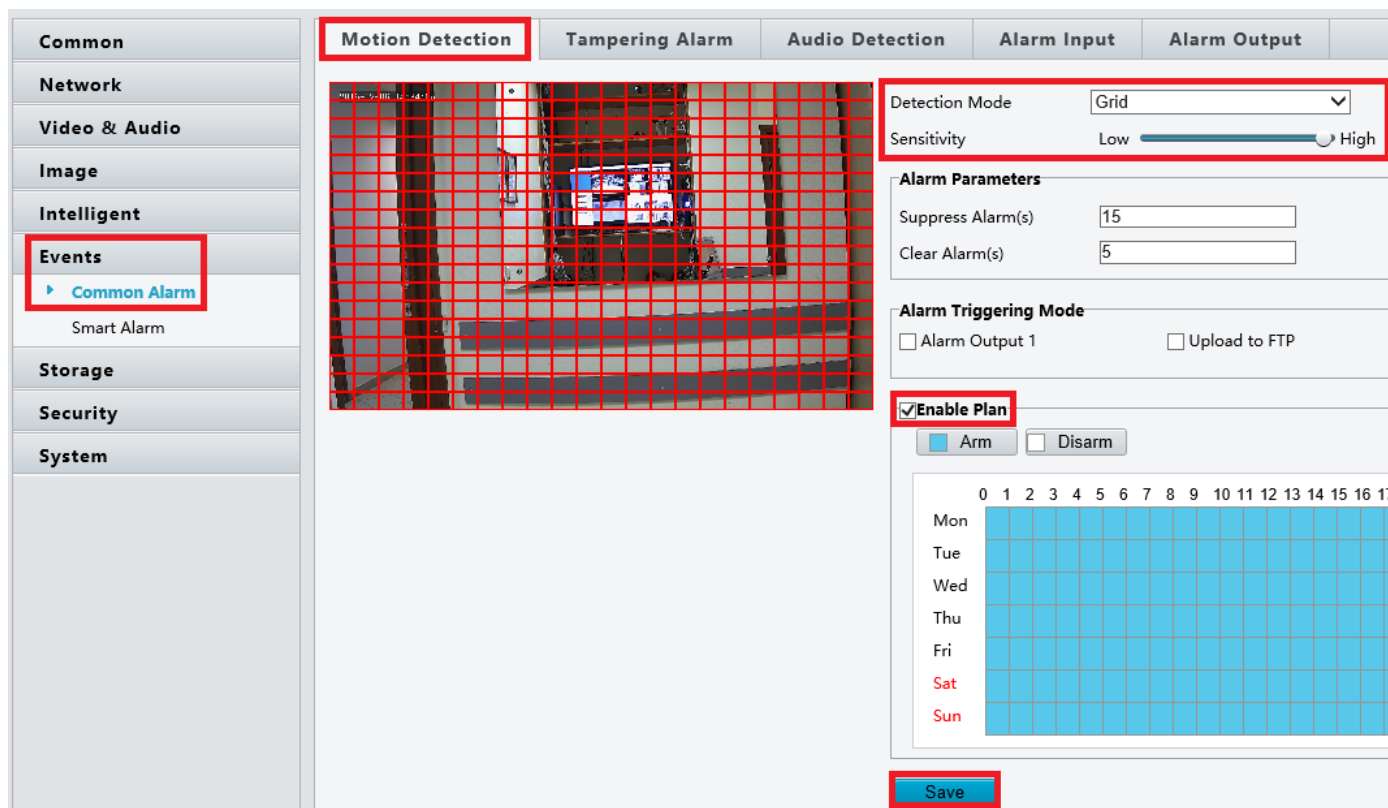 Common
Network
Video & Audio
Image
Intelligent
Events
Common Alarm
Smart Alarm
Storage
Security
System
Motion Detection Tampering Alarm Audio Detection Alarm Input Alarm Output
Detection Mode Grid
Sensitivity Low High
Alarm Parameters
Suppress Alarm(s) 15
Clear Alarm(s) 5
Alarm Triggering Mode
Alarm Output 1 Upload to FTP
Enable Plan
Arm Disarm
0 1 2 3 4 5 6 7 8 9 10 11 12 13 14 15 16
Mon
Tue
Wed
Thu
Fri
Sat
Sun
Save